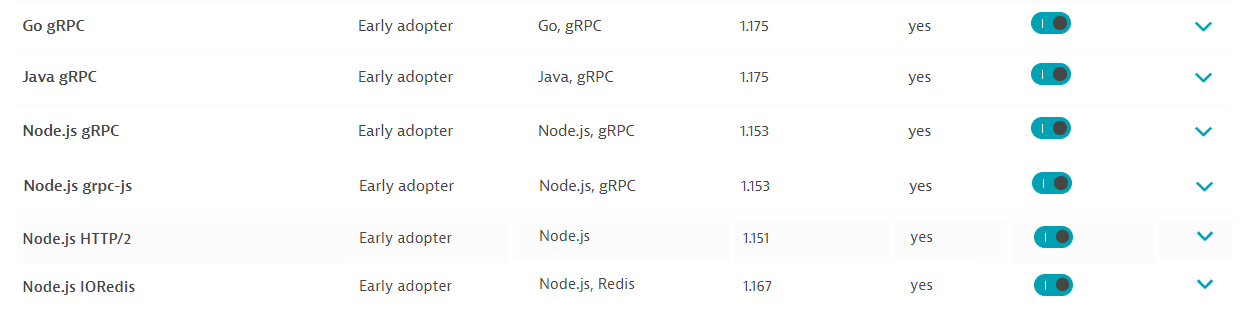 Go gRPC Early adopter Go, gRPC 1.175 yes
Java gRPC Early adopter Java, gRPC 1.175 yes
Node.js gRPC Early adopter Node.js, gRPC 1.153 yes
Node.js grpc-js Early adopter Node.js, gRPC 1.153 yes
Node.js HTTP/2 Early adopter Node.js 1.151 yes
Node.js IORedis Early adopter Node.js, Redis 1.167 yes